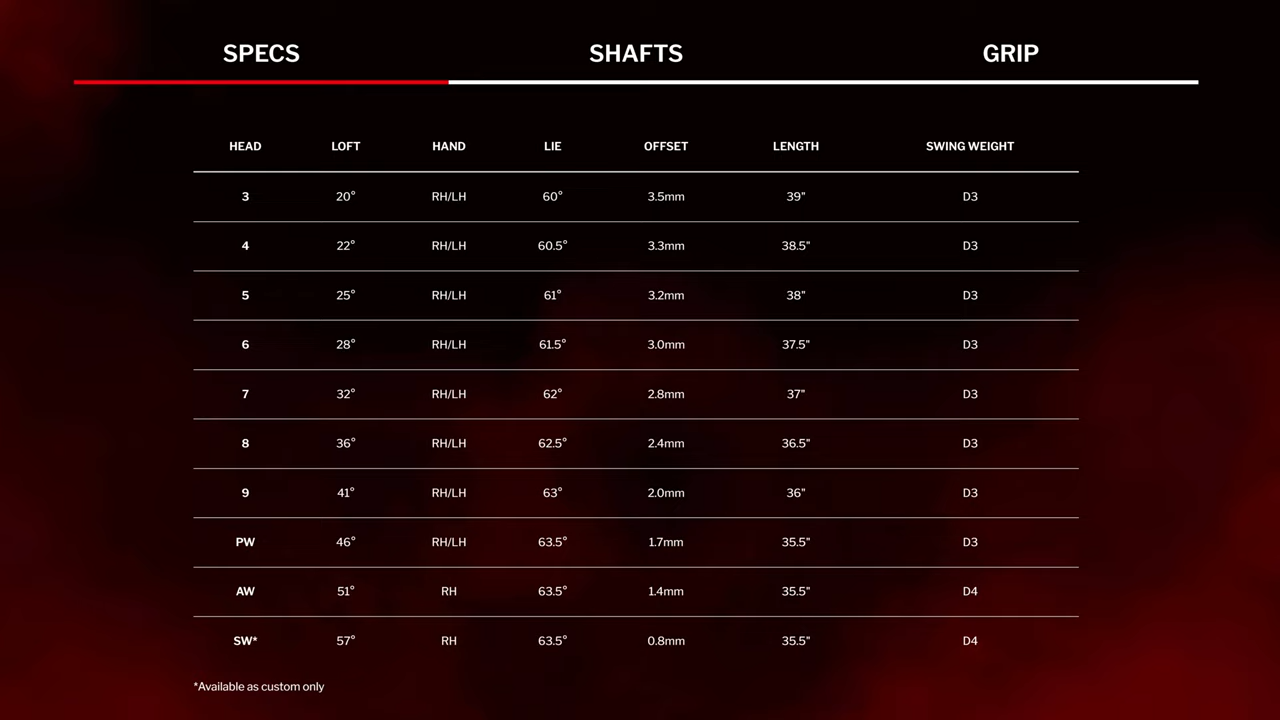 SPECS SHAFTS GRIP
HEAD LOFT HAND LIE OFFSET LENGTH SWING WEIGHT
3 20° RH/LH 60° 3.5mm 39" D3
4 22° RH/LH 60.5° 3.3mm 38.5" D3
5 25° RH/LH 61° 3.2mm 38" D3
6 28° RH/LH 61.5° 3.0mm 37.5" D3
7 32° RH/LH 62° 2.8mm 37" D3
8 36° RH/LH 62.5° 2.4mm 36.5" D3
9 41° RH/LH 63° 2.0mm 36" D3
PW 46° RH/LH 63.5° 1.7mm 35.5" D3
AW 51° RH 63.5° 1.4mm 35.5" D4
SW* 57° RH 63.5° 0.8mm 35.5" D4
*Available as custom only